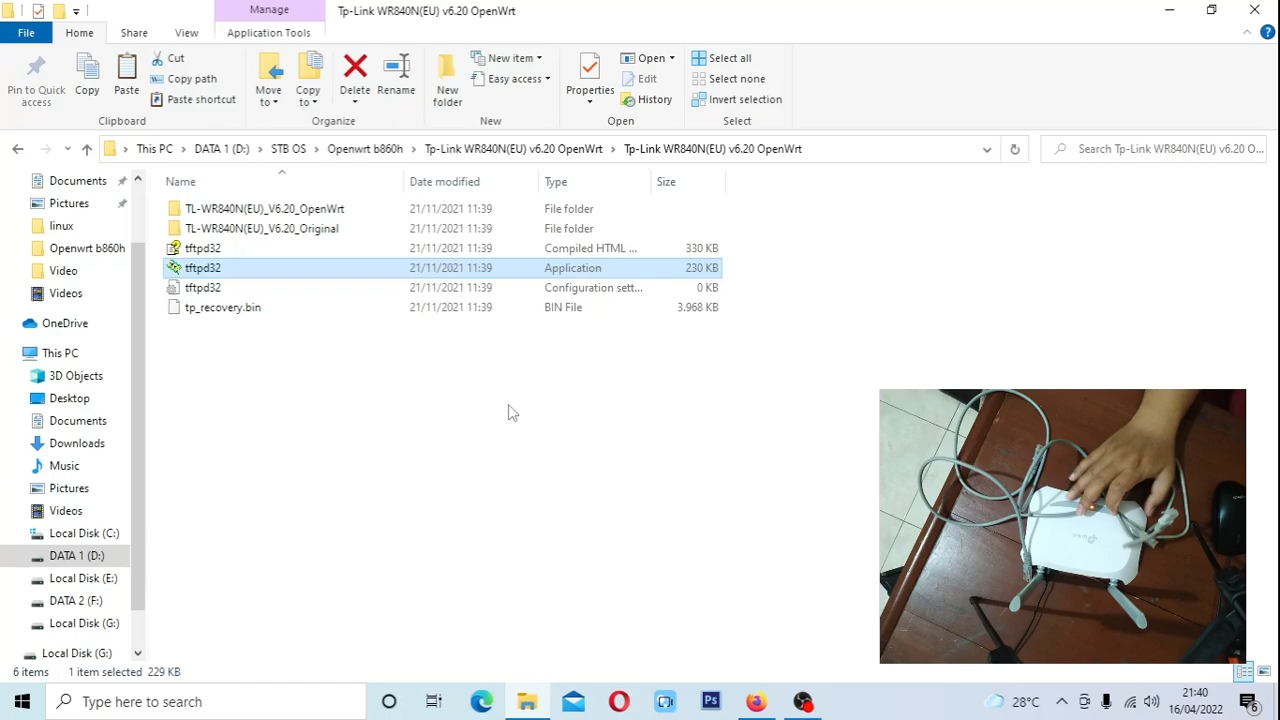 Manage
Tp-Link WR840N(EU) v6.20 OpenWrt
File
Home
Share
View
Application Tools
Pin to Quick access
Copy
Paste
Cut
Copy path
Paste shortcut
Clipboard
Move to
Copy to
Delete
Rename
Organize
New folder
New item
Easy access
New
Properties
Open
Edit
History
Open
Select all
Select none
Invert selection
Select
This PC
DATA 1 (D:)
STB OS
Openwrt b860h
Tp-Link WR840N(EU) v6.20 OpenWrt
Tp-Link WR840N(EU) v6.20 OpenWrt
Search Tp-Link WR840N(EU) v6.20 O...
Documents
Pictures
linux
Openwrt b860h
Video
Videos
OneDrive
This PC
3D Objects
Desktop
Documents
Downloads
Music
Pictures
Videos
Local Disk (C:)
DATA 1 (D:)
Local Disk (E:)
DATA 2 (F:)
Local Disk (G:)
Local Disk (G:)
Name Date modified Type Size
TL-WR840N(EU)_V6.20_OpenWrt 21/11/2021 11:39 File folder
TL-WR840N(EU)_V6.20_Original 21/11/2021 11:39 File folder
tftpd32 21/11/2021 11:39 Compiled HTML ... 330 KB
tftpd32 21/11/2021 11:39 Application 230 KB
tftpd32 21/11/2021 11:39 Configuration sett... 0 KB
tp_recovery.bin 21/11/2021 11:39 BIN File 3.968 KB
6 items 1 item selected 229 KB
Type here to search
Ps
28°C
21:40
16/04/2022
6